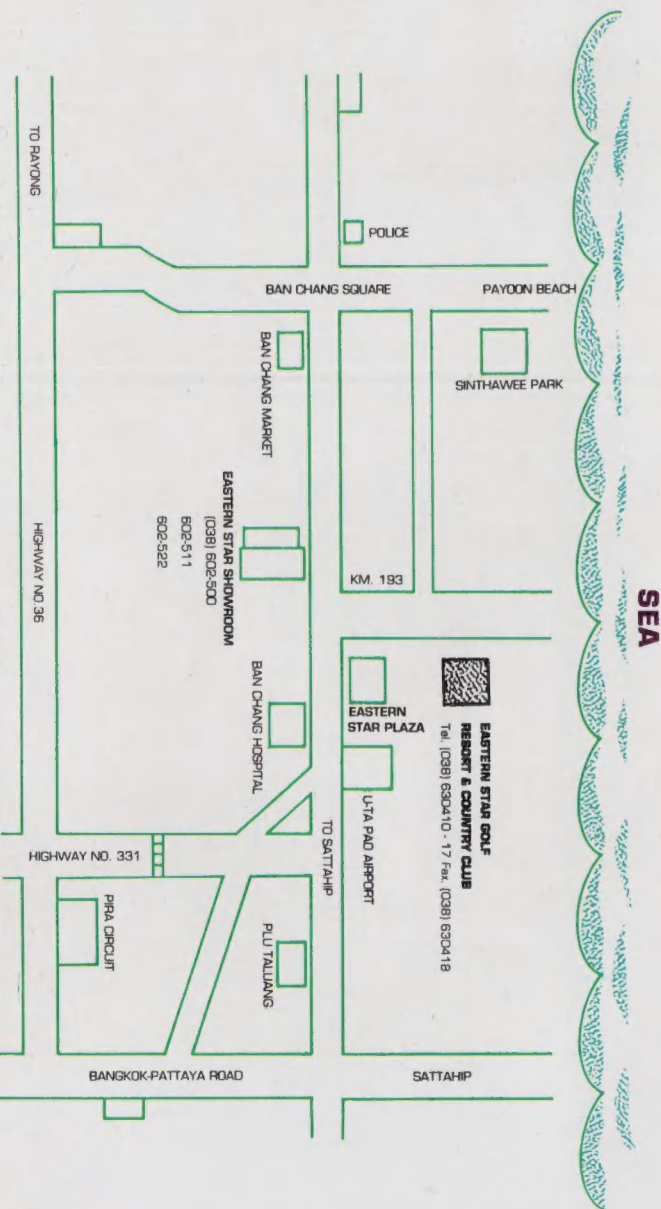 SEA
PAYOON BEACH
SINTHAWEE PARK
POLICE
BAN CHANG SQUARE
KM. 193
EASTERN STAR GOLF
RESORT & COUNTRY CLUB
Tel. (038) 630410 - 17 Fax. (038) 630418
EASTERN
STAR PLAZA
U-TA PAO AIRPORT
TO SATTAHIP
SATTAHIP
BAN CHANG MARKET
EASTERN STAR SHOWROOM
(038) 602-500
602-511
602-522
BAN CHANG HOSPITAL
PLU TALUANG
TO RAYONG
HIGHWAY NO.36
HIGHWAY NO. 331
PIRA CIRCUIT
BANGKOK-PATTAYA ROAD